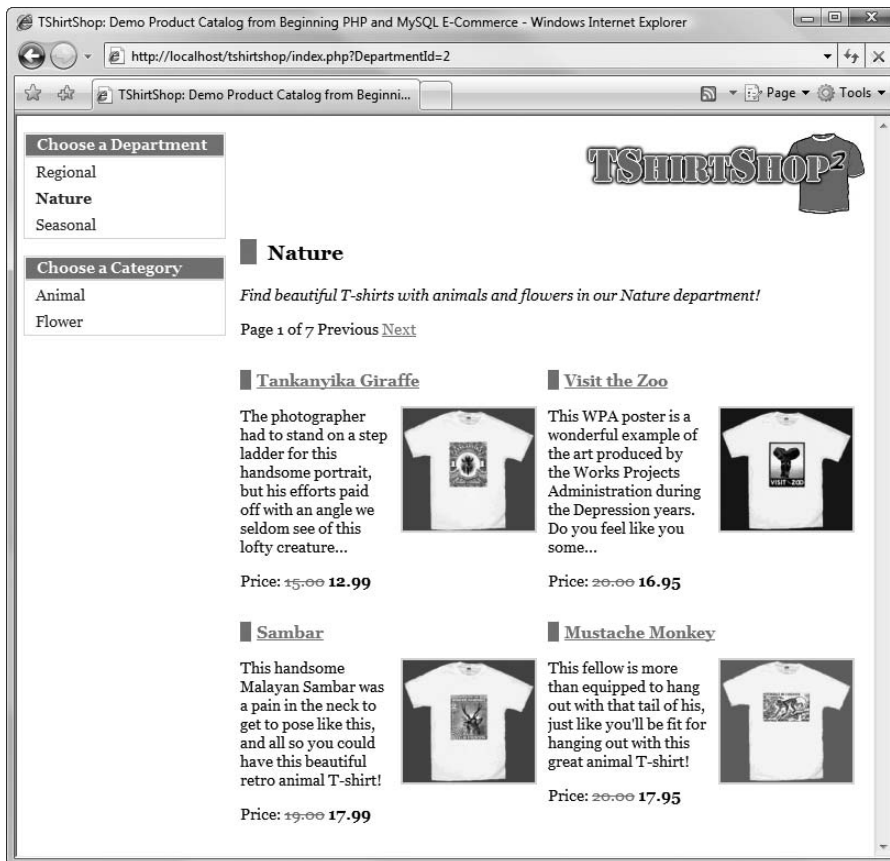 TShirtShop: Demo Product Catalog from Beginning PHP and MySQL E-Commerce - Windows Internet Explorer
http://localhost/tshirtshop/index.php?DepartmentId=2
TShirtShop: Demo Product Catalog from Beginni...
Page
Tools
Choose a Department
Regional
Nature
Seasonal
Choose a Category
Animal
Flower
TShirtShop²
Nature
Find beautiful T-shirts with animals and flowers in our Nature department!
Page 1 of 7 Previous Next
Tankanyika Giraffe
The photographer
had to stand on a step
ladder for this
handsome portrait,
but his efforts paid
off with an angle we
seldom see of this
lofty creature...
Price: 15.00 12.99
Visit the Zoo
This WPA poster is a
wonderful example of
the art produced by
the Works Projects
Administration during
the Depression years.
Do you feel like you
some...
Price: 20.00 16.95
VISIT THE ZOO
Sambar
This handsome
Malayan Sambar was
a pain in the neck to
get to pose like this,
and all so you could
have this beautiful
retro animal T-shirt!
Price: 19.00 17.99
Mustache Monkey
This fellow is more
than equipped to hang
out with that tail of his,
just like you'll be fit for
hanging out with this
great animal T-shirt!
Price: 20.00 17.95